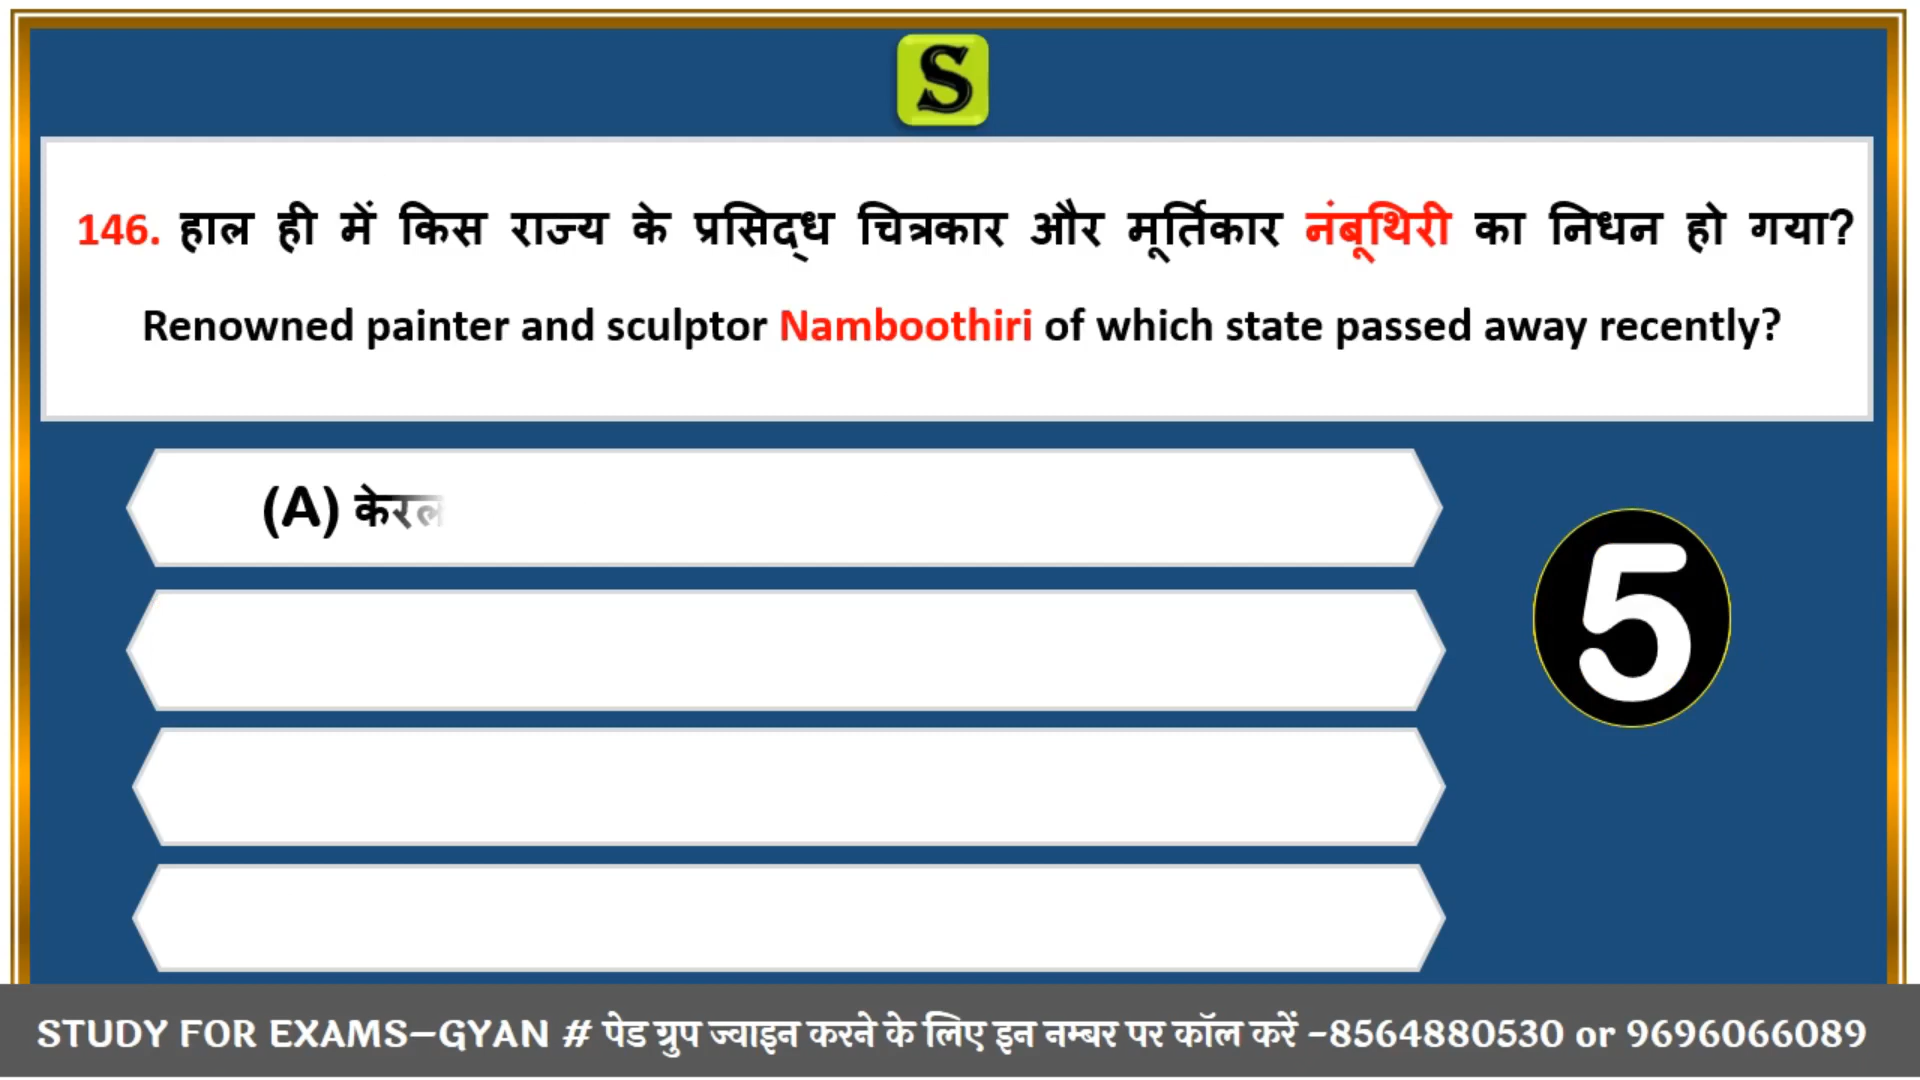 S
146. हाल ही में किस राज्य के प्रसिद्ध चित्रकार और मूर्तिकार नंबूथिरी का निधन हो गया?
Renowned painter and sculptor Namboothiri of which state passed away recently?
(A) केरल
5
STUDY FOR EXAMS–GYAN # पेड ग्रुप ज्वाइन करने के लिए इन नम्बर पर कॉल करें –8564880530 or 9696066089